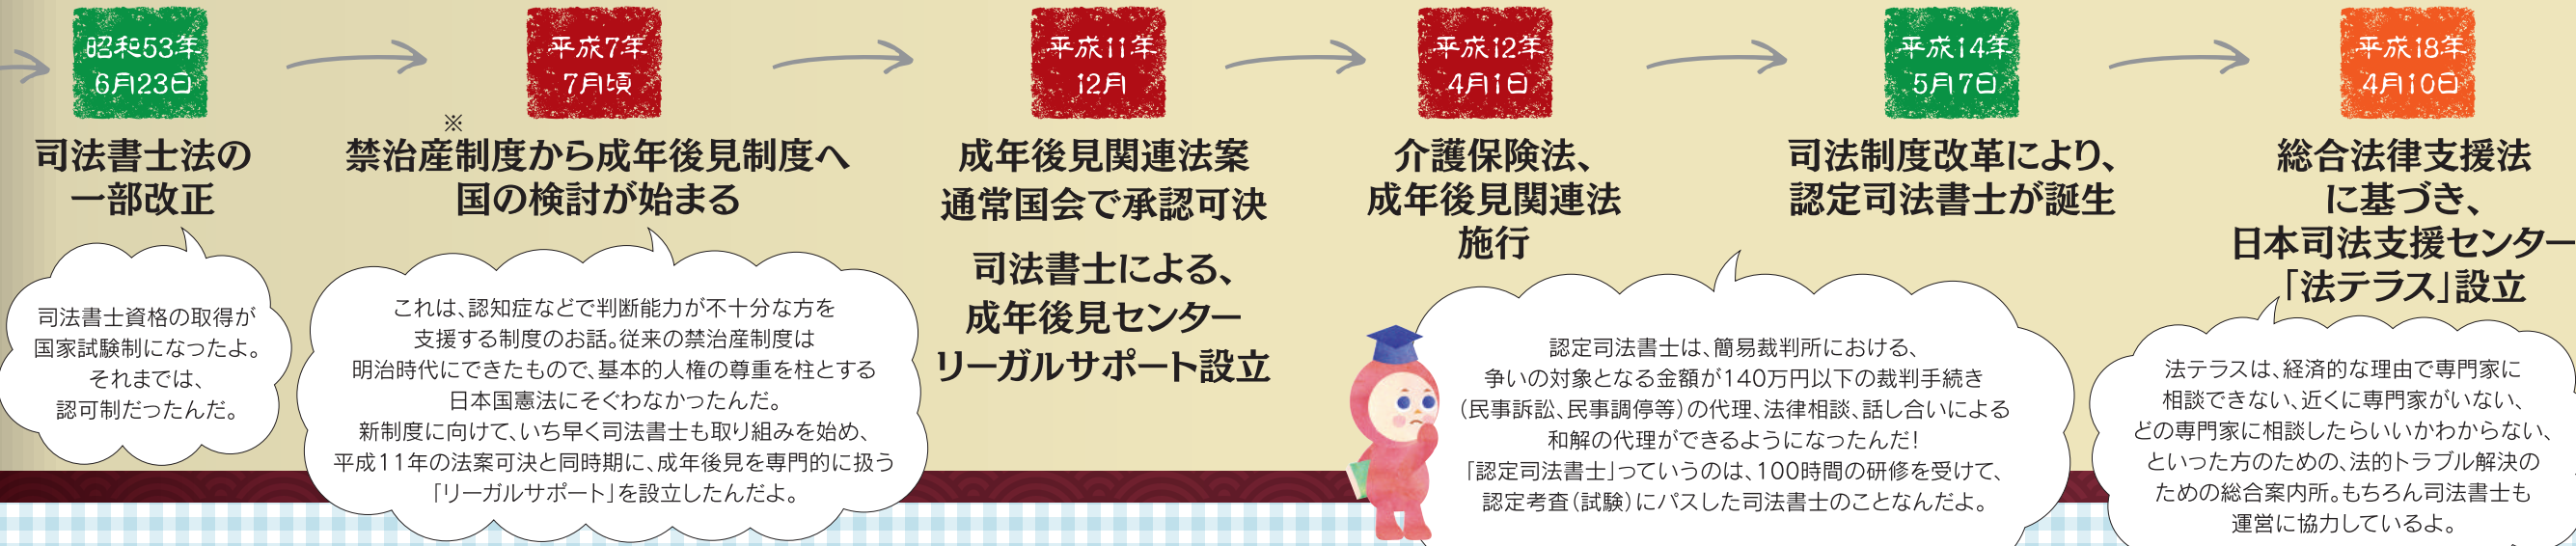 昭和53年
6月23日
司法書士法の
一部改正
司法書士資格の取得が
国家試験制になったよ。
それまでは、
認可制だったんだ。
平成7年
7月頃
※
禁治産制度から成年後見制度へ
国の検討が始まる
これは、認知症などで判断能力が不十分な方を
支援する制度のお話。従来の禁治産制度は
明治時代にできたもので、基本的人権の尊重を柱とする
日本国憲法にそぐわなかったんだ。
新制度に向けて、いち早く司法書士も取り組みを始め、
平成11年の法案可決と同時期に、成年後見を専門的に扱う
「リーガルサポート」を設立したんだよ。
平成11年
12月
成年後見関連法案
通常国会で承認可決
司法書士による、
成年後見センター
リーガルサポート設立
平成12年
4月1日
介護保険法、
成年後見関連法
施行
平成14年
5月7日
司法制度改革により、
認定司法書士が誕生
認定司法書士は、簡易裁判所における、
争いの対象となる金額が140万円以下の裁判手続き
（民事訴訟、民事調停等）の代理、法律相談、話し合いによる
和解の代理ができるようになったんだ！
「認定司法書士」っていうのは、100時間の研修を受けて、
認定考査（試験）にパスした司法書士のことなんだよ。
平成18年
4月10日
総合法律支援法
に基づき、
日本司法支援センター
「法テラス」設立
法テラスは、経済的な理由で専門家に
相談できない、近くに専門家がいない、
どの専門家に相談したらいいかわからない、
といった方のための、法的トラブル解決の
ための総合案内所。もちろん司法書士も
運営に協力しているよ。